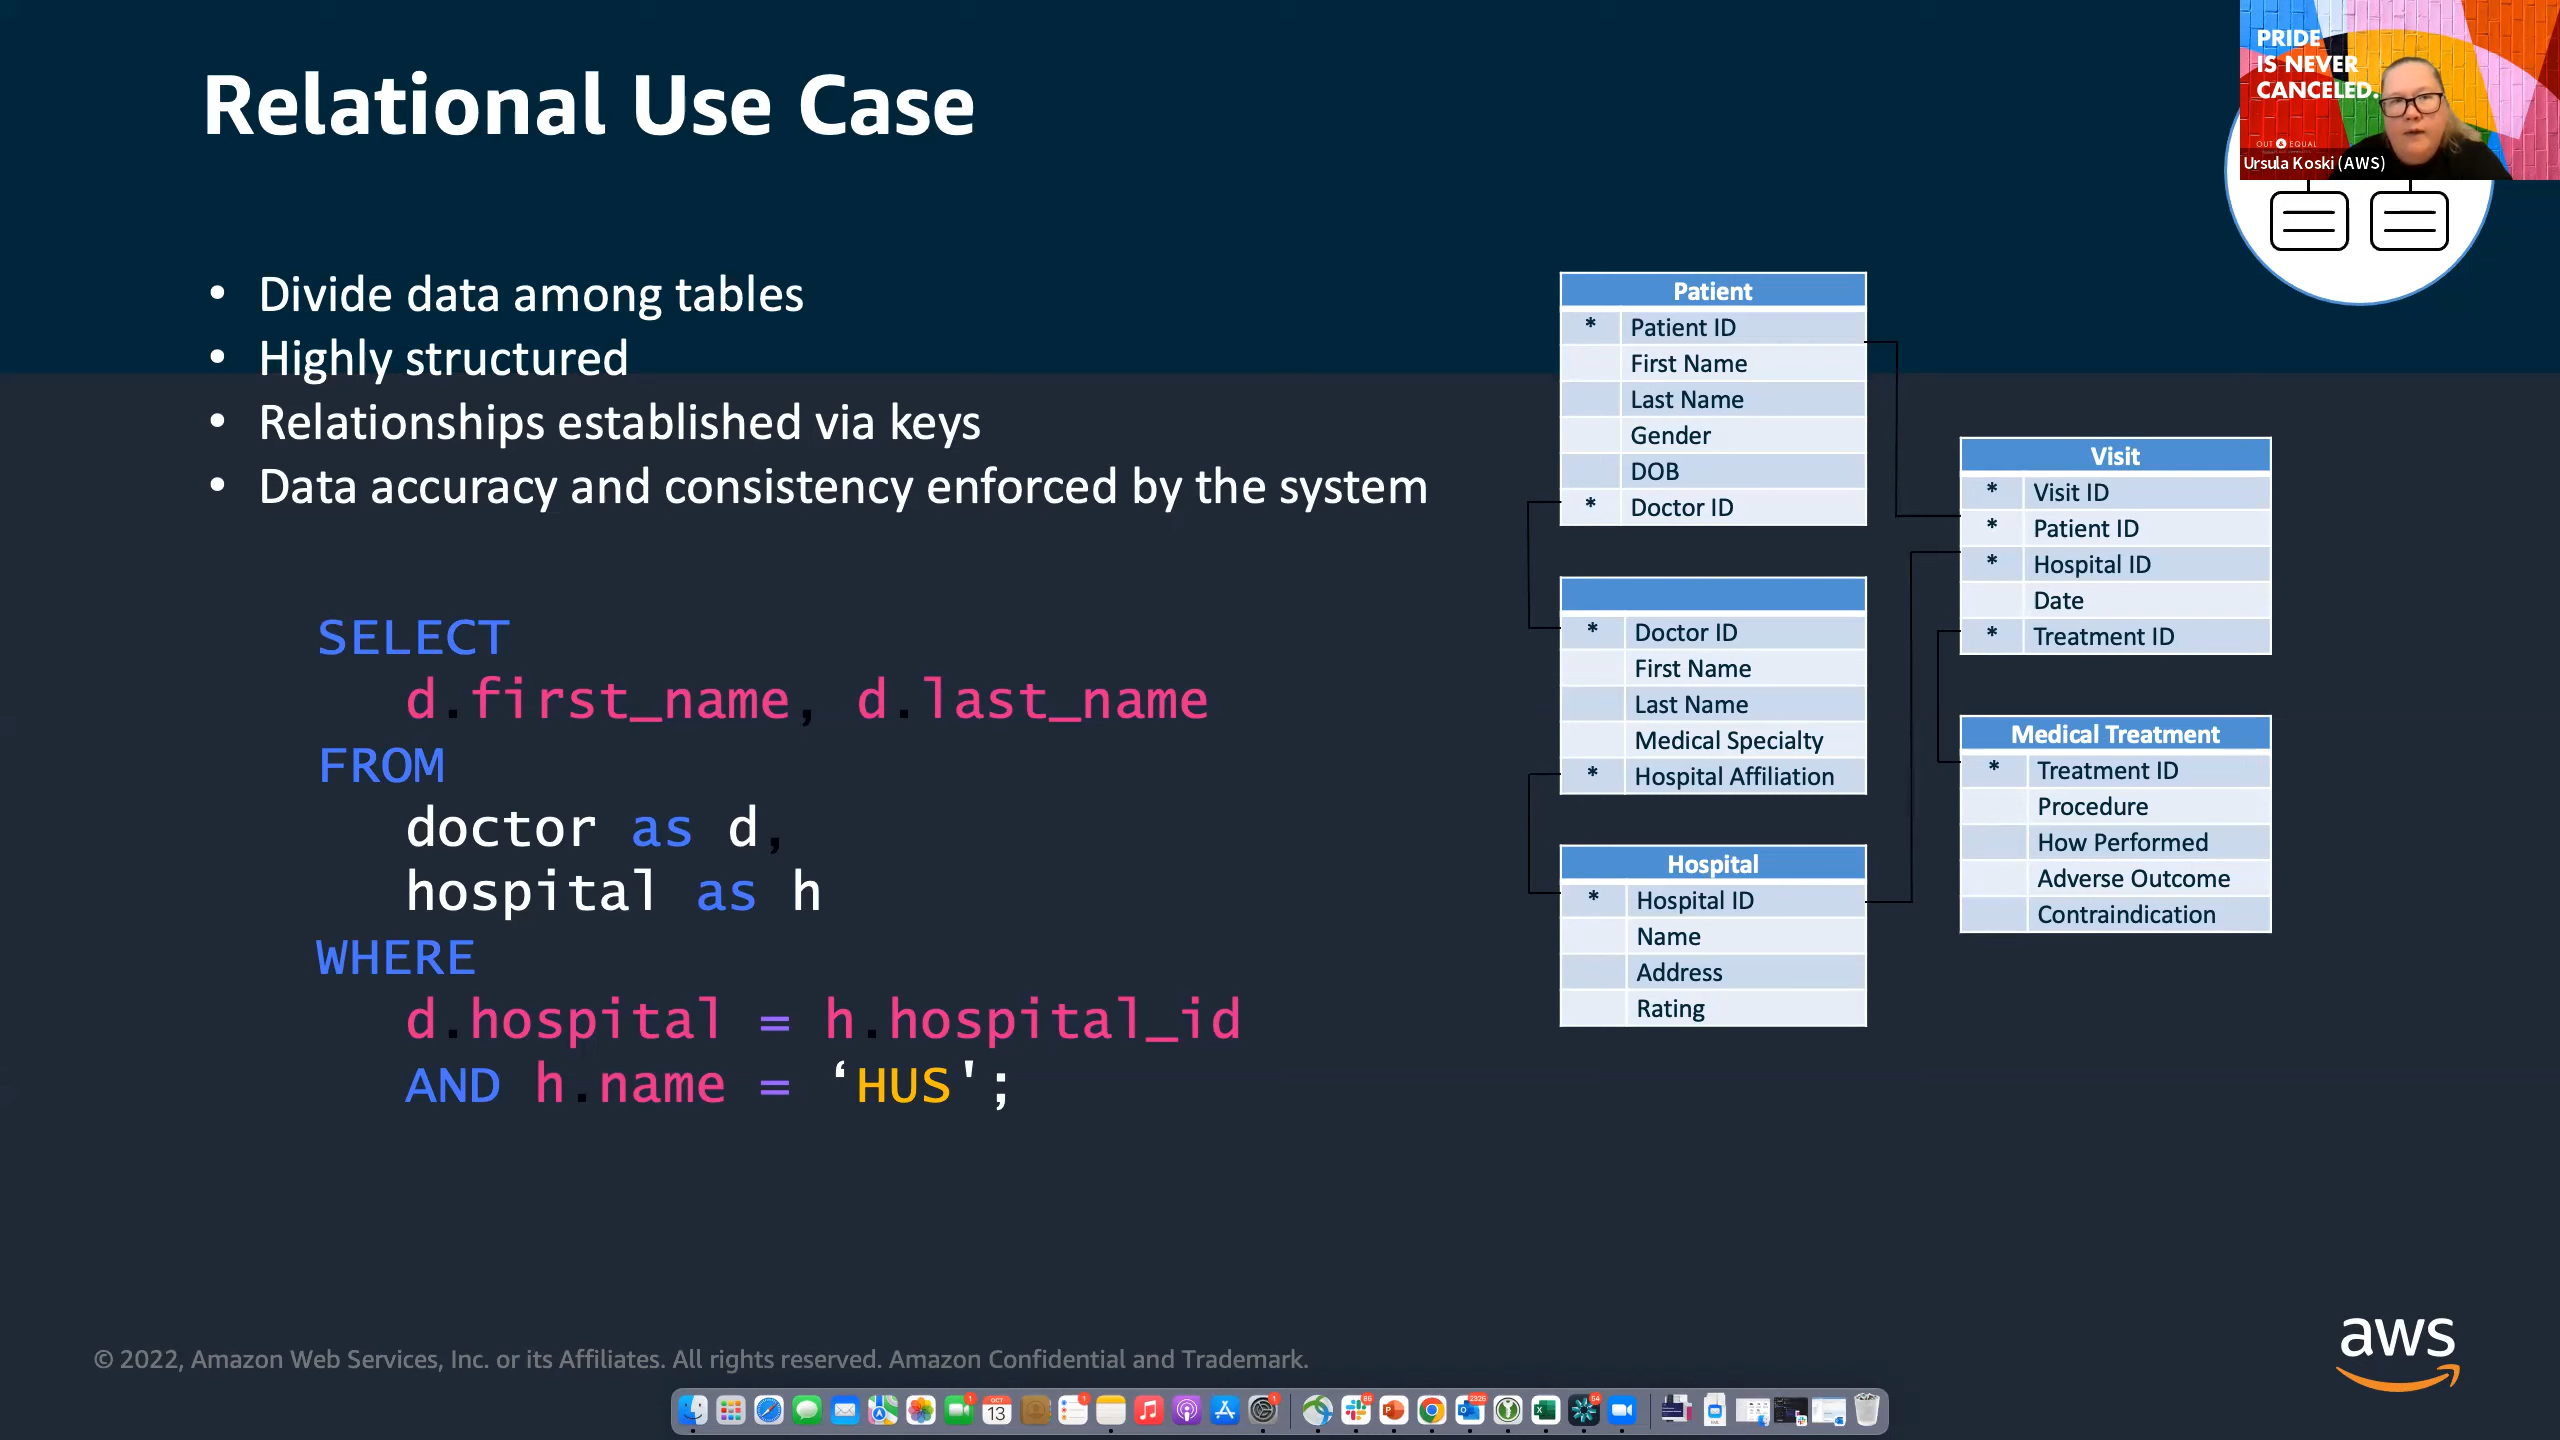 Relational Use Case
• Divide data among tables
• Highly structured
• Relationships established via keys
• Data accuracy and consistency enforced by the system
SELECT
d.first_name, d.last_name
FROM
doctor as d,
hospital as h
WHERE
d.hospital = h.hospital_id
AND h.name = ‘HUS';
Patient
* Patient ID
First Name
Last Name
Gender
DOB
* Doctor ID
* Doctor ID
First Name
Last Name
Medical Specialty
* Hospital Affiliation
Hospital
* Hospital ID
Name
Address
Rating
Visit
* Visit ID
* Patient ID
* Hospital ID
Date
* Treatment ID
Medical Treatment
* Treatment ID
Procedure
How Performed
Adverse Outcome
Contraindication
PRIDE
IS NEVER
CANCELED.
OUT & EQUAL
Ursula Koski (AWS)
© 2022, Amazon Web Services, Inc. or its Affiliates. All rights reserved. Amazon Confidential and Trademark.
aws
OCT
13